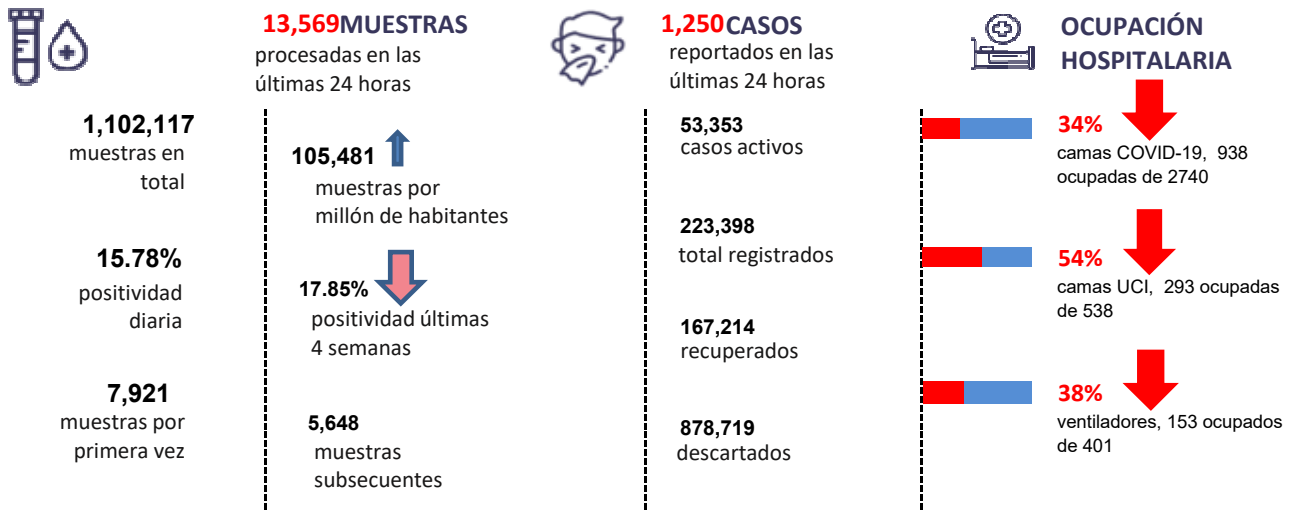 13,569MUESTRAS
procesadas en las
últimas 24 horas
1,102,117
muestras en
total
105,481
muestras por
millón de habitantes
15.78%
positividad
diaria
17.85%
positividad últimas
4 semanas
7,921
muestras por
primera vez
5,648
muestras
subsecuentes
1,250CASOS
reportados en las
últimas 24 horas
53,353
casos activos
223,398
total registrados
167,214
recuperados
878,719
descartados
OCUPACIÓN
HOSPITALARIA
34%
camas COVID-19, 938
ocupadas de 2740
54%
camas UCI, 293 ocupadas
de 538
38%
ventiladores, 153 ocupados
de 401